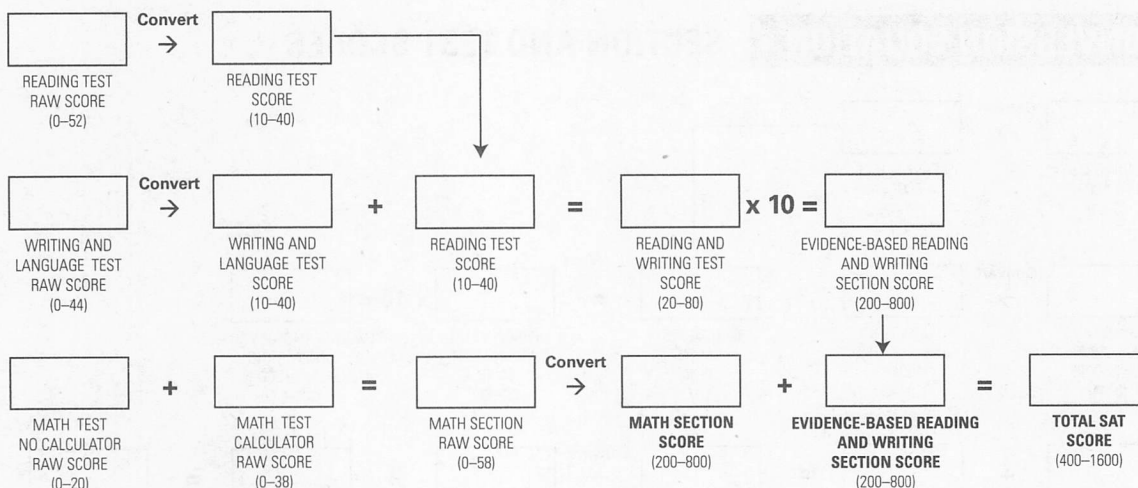 Convert
→
READING TEST
RAW SCORE
(0–52)
READING TEST
SCORE
(10–40)
Convert
→
+
=
x 10 =
WRITING AND
LANGUAGE TEST
RAW SCORE
(0–44)
WRITING AND
LANGUAGE TEST
SCORE
(10–40)
READING TEST
SCORE
(10–40)
READING AND
WRITING TEST
SCORE
(20–80)
EVIDENCE-BASED READING
AND WRITING
SECTION SCORE
(200–800)
+
=
Convert
→
+
=
MATH TEST
NO CALCULATOR
RAW SCORE
(0–20)
MATH TEST
CALCULATOR
RAW SCORE
(0–38)
MATH SECTION
RAW SCORE
(0–58)
MATH SECTION
SCORE
(200–800)
EVIDENCE-BASED READING
AND WRITING
SECTION SCORE
(200–800)
TOTAL SAT
SCORE
(400–1600)